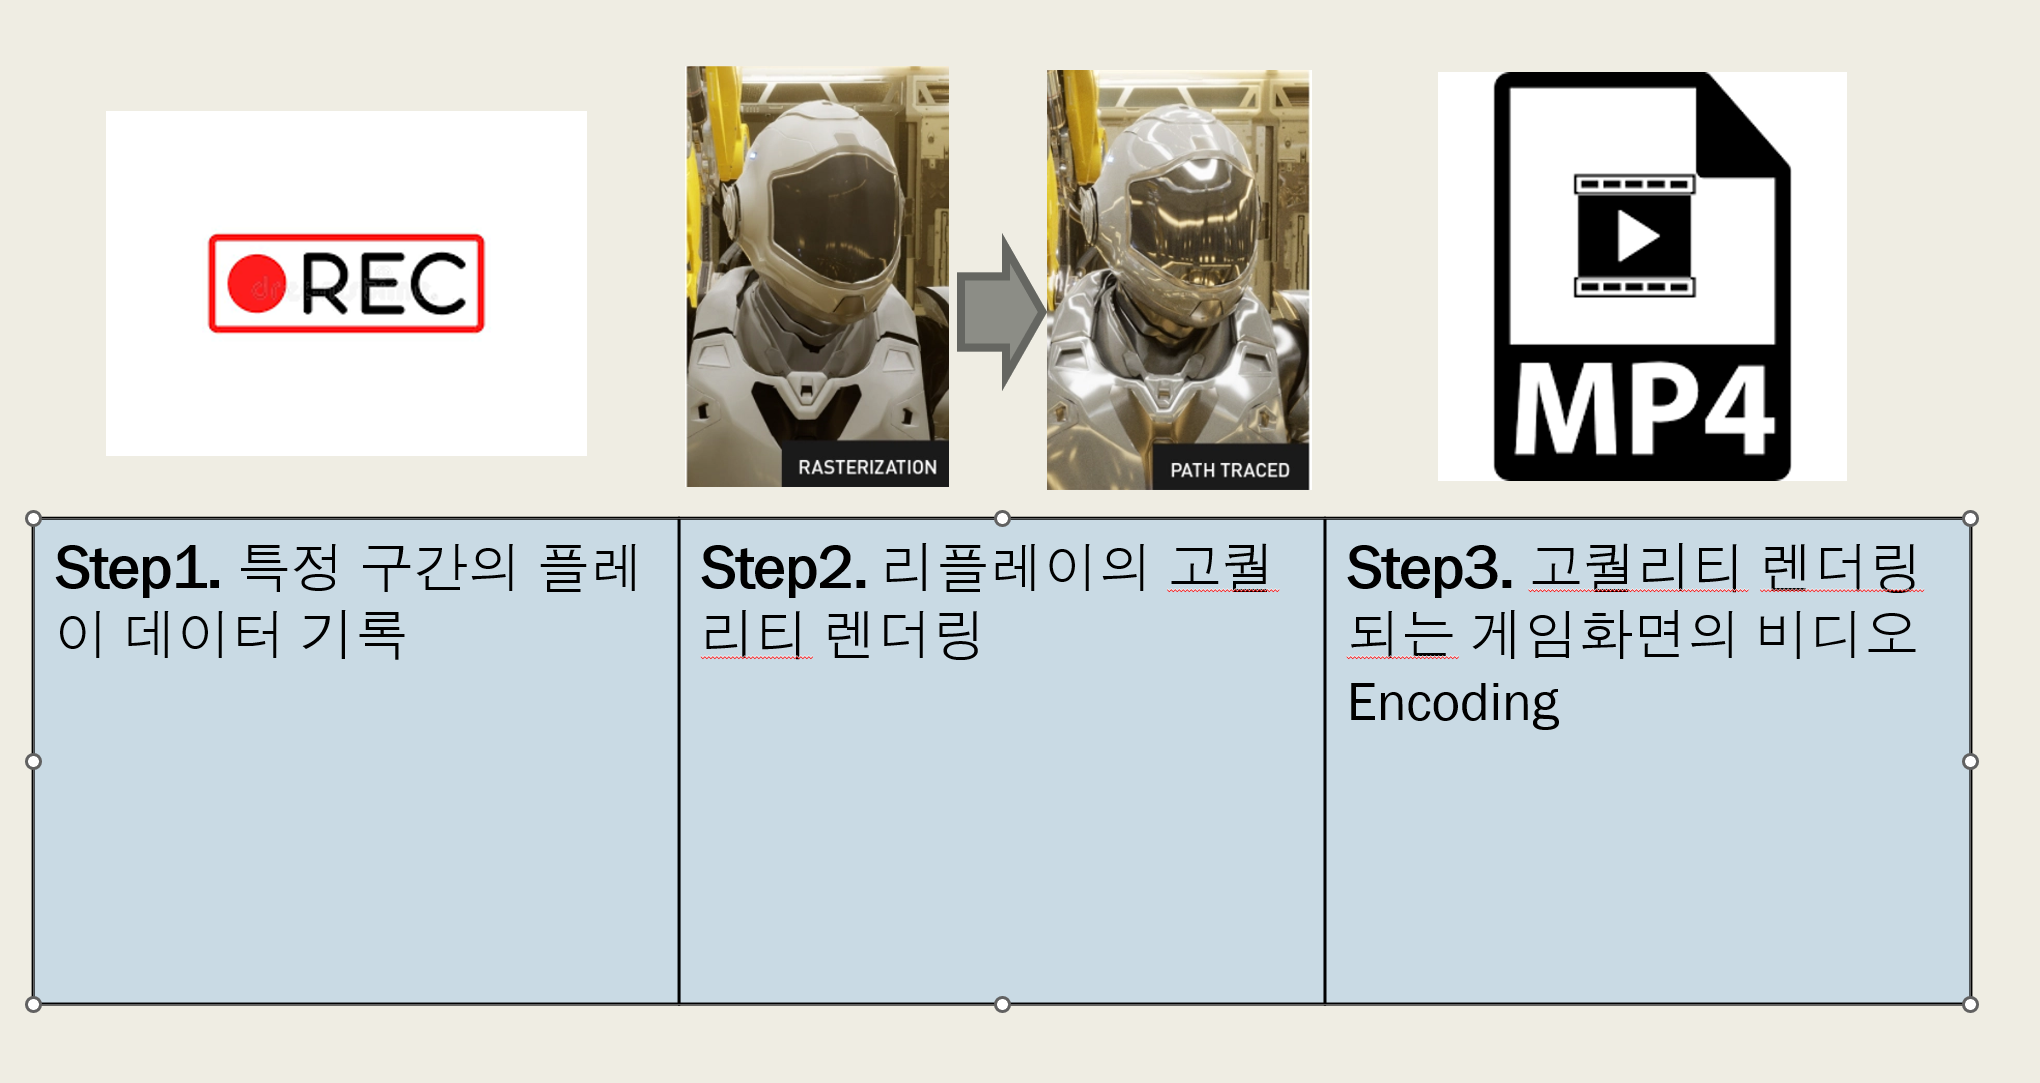 REC
RASTERIZATION
PATH TRACED
MP4
Step1. 특정 구간의 플레
이 데이터 기록
Step2. 리플레이의 고퀄
리티 렌더링
Step3. 고퀄리티 렌더링
되는 게임화면의 비디오
Encoding